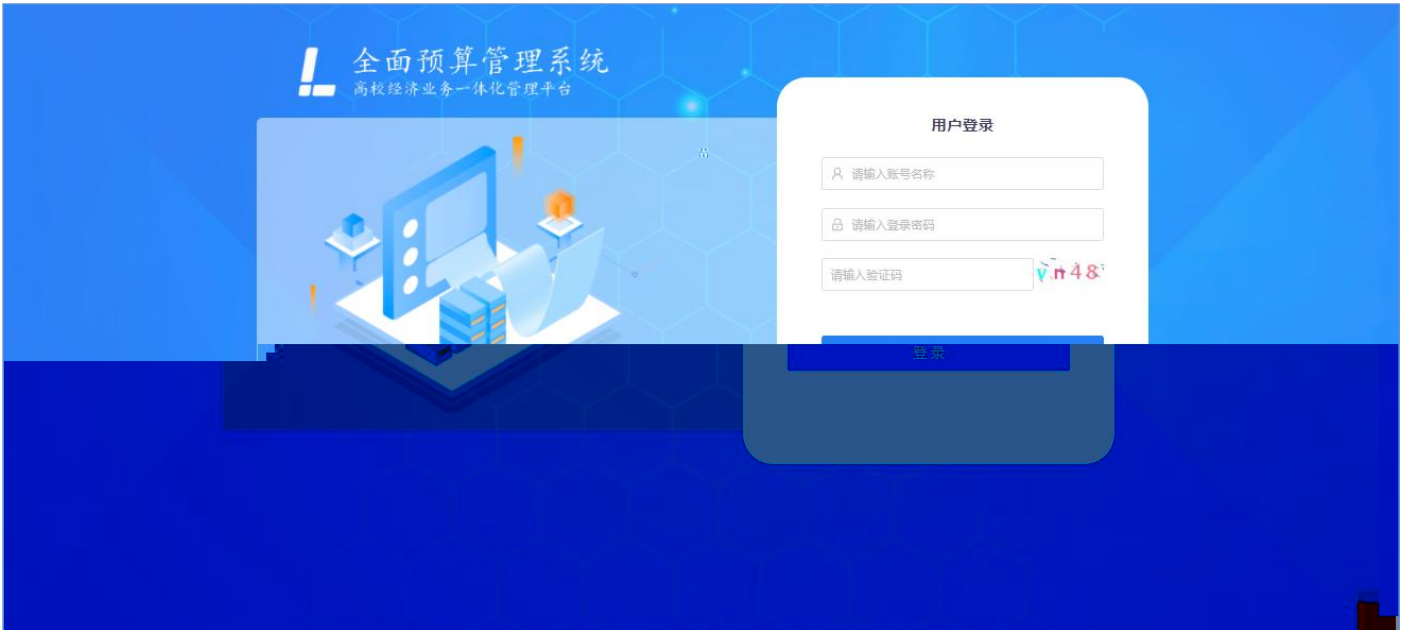 全面预算管理系统
高校经济业务一体化管理平台
用户登录
请输入账号名称
请输入登录密码
请输入验证码
yn48
登录